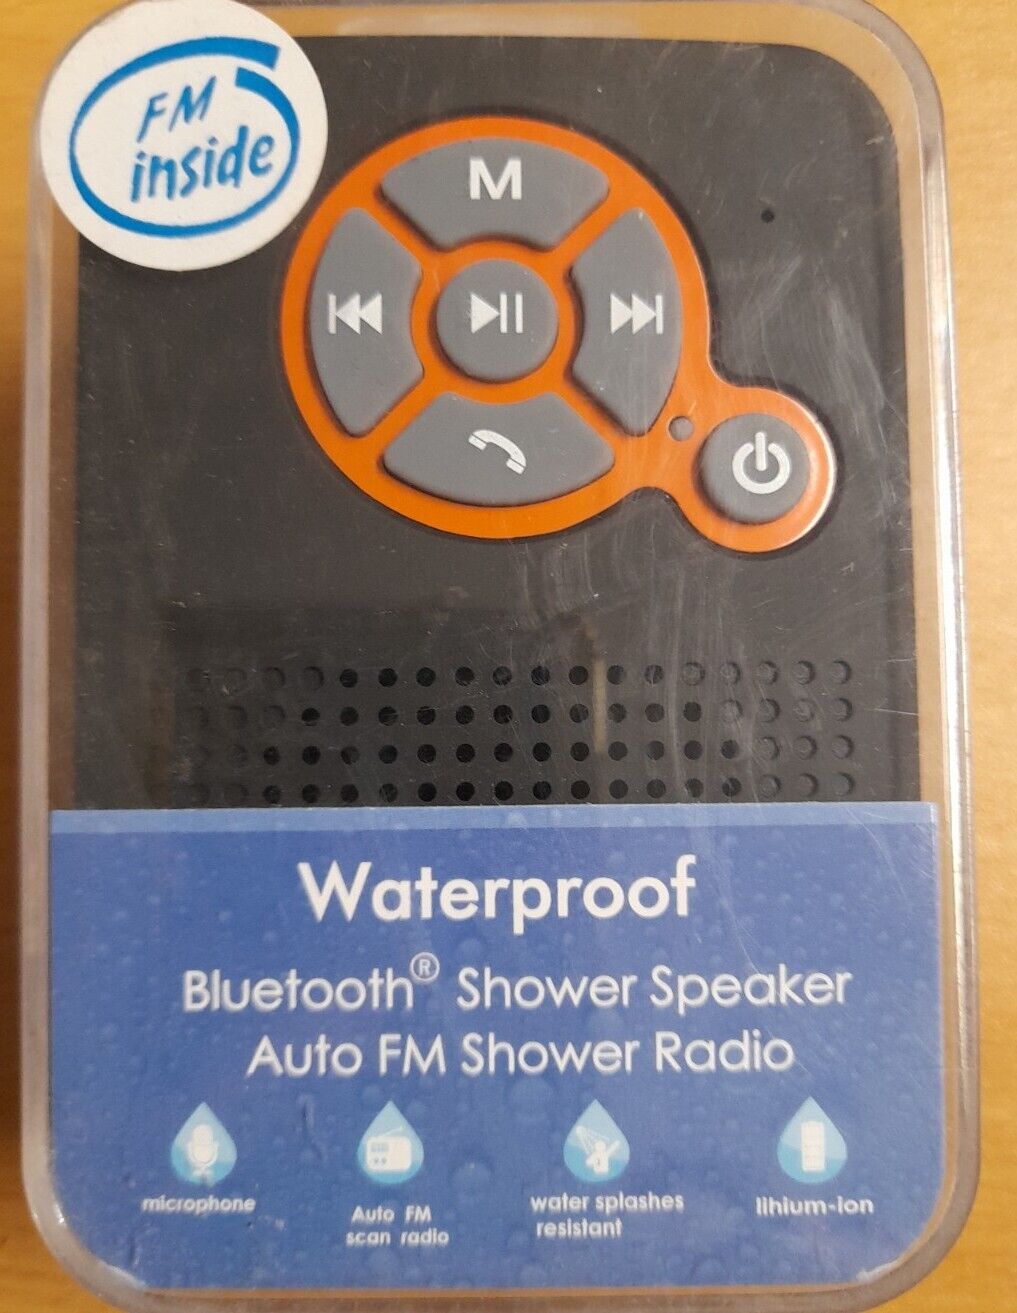 FM
inside
M
Waterproof
Bluetooth® Shower Speaker
Auto FM Shower Radio
microphone
Auto FM
scan radio
water splashes
resistant
lihium-ion